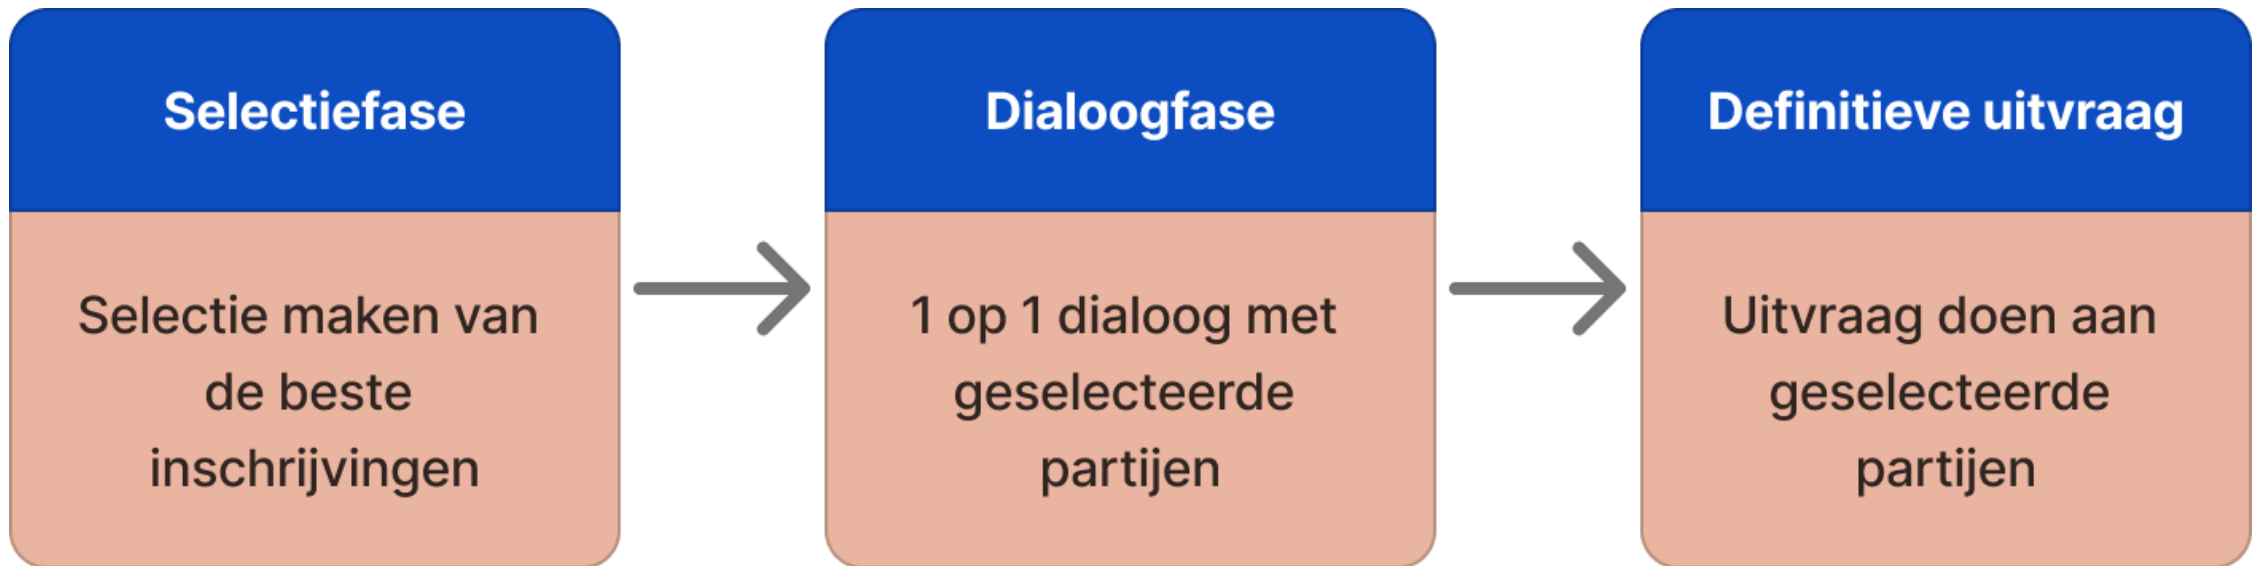 Selectiefase
Selectie maken van
de beste
inschrijvingen
Dialoogfase
1 op 1 dialoog met
geselecteerde
partijen
Definitieve uitvraag
Uitvraag doen aan
geselecteerde
partijen